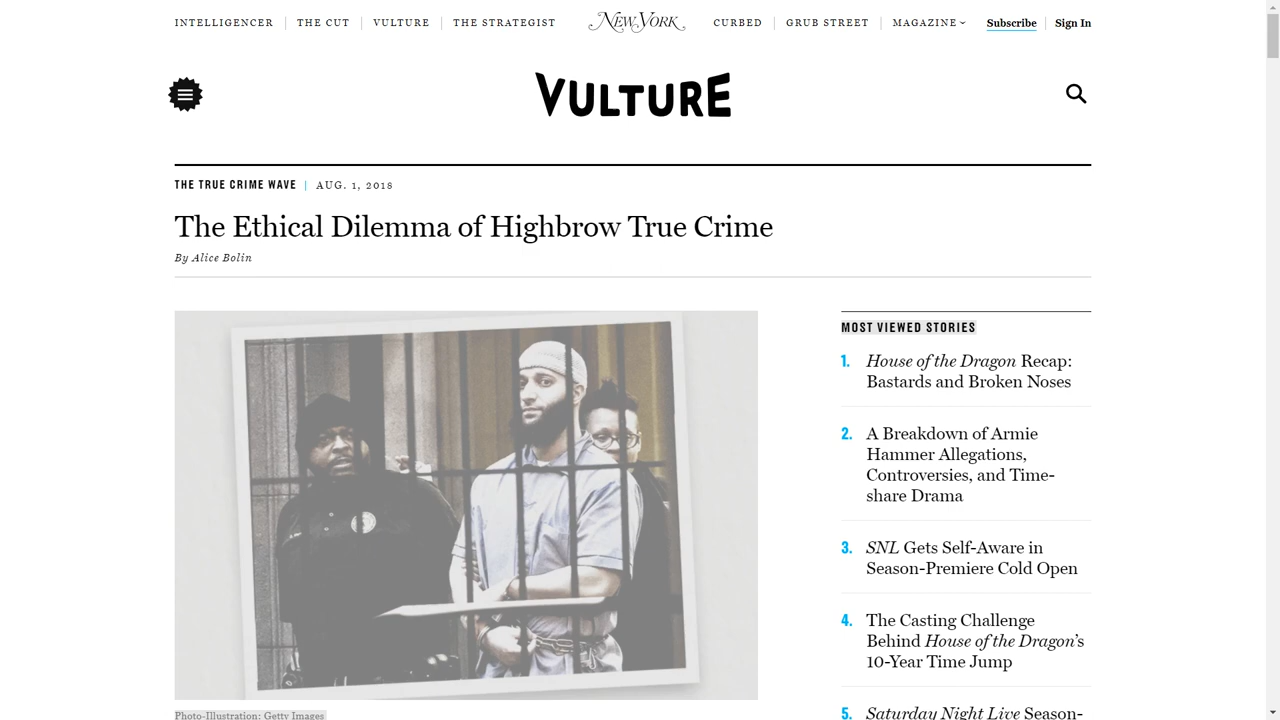 INTELLIGENCER
THE CUT
VULTURE
THE STRATEGIST
NEW YORK
CURBED
GRUB STREET
MAGAZINE
Subscribe
Sign In
VULTURE
THE TRUE CRIME WAVE
AUG. 1, 2018
The Ethical Dilemma of Highbrow True Crime
By Alice Bolin
Photo-Illustration: Getty Images
MOST VIEWED STORIES
1. House of the Dragon Recap:
Bastards and Broken Noses
2. A Breakdown of Armie
Hammer Allegations,
Controversies, and Time-
share Drama
3. SNL Gets Self-Aware in
Season-Premiere Cold Open
4. The Casting Challenge
Behind House of the Dragon's
10-Year Time Jump
5. Saturday Night Live Season-